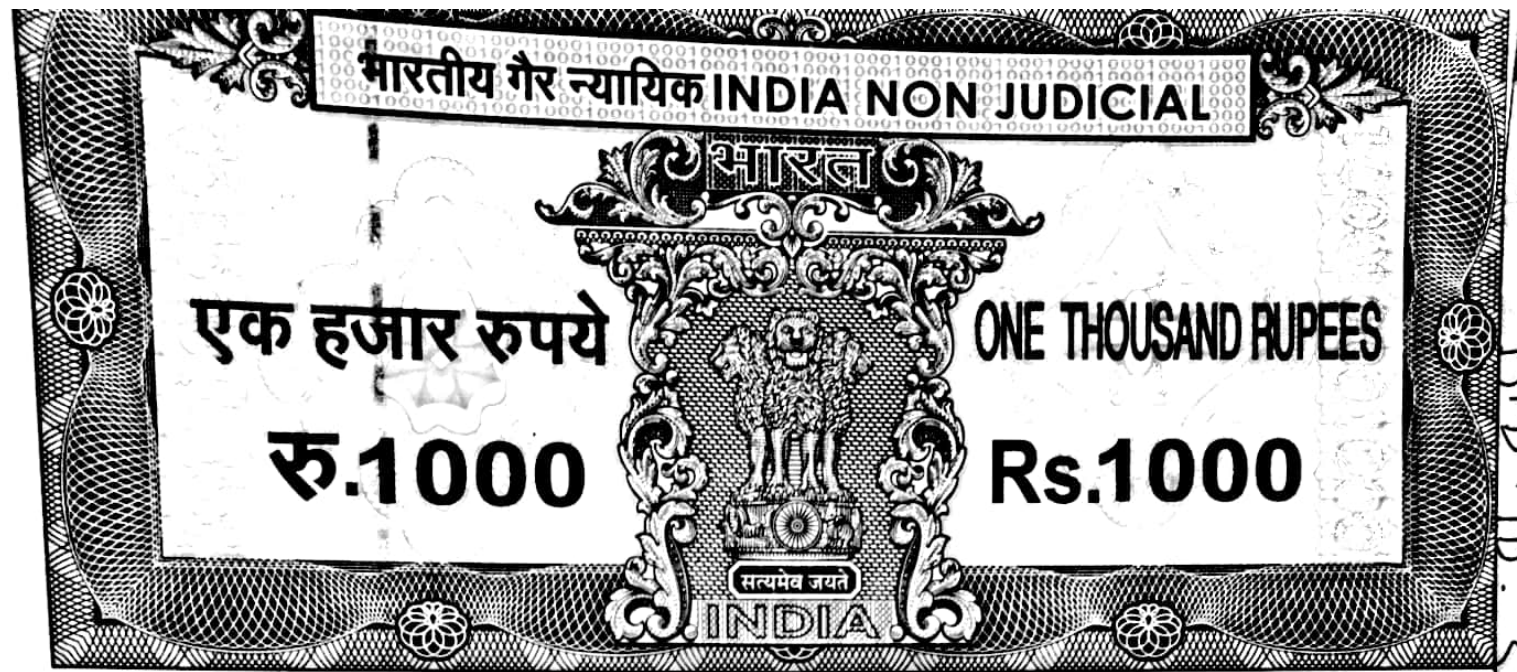 भारतीय गैर न्यायिक INDIA NON JUDICIAL
भारत
एक हजार रुपये
ONE THOUSAND RUPEES
रु.1000
Rs.1000
सत्यमेव जयते
INDIA